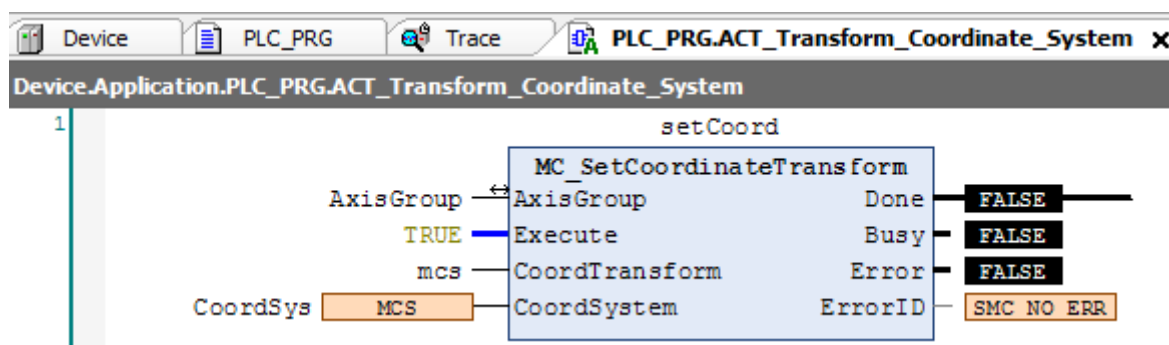 Device PLC_PRG Trace PLC_PRG.ACT_Transform_Coordinate_System
Device.Application.PLC_PRG.ACT_Transform_Coordinate_System
1
setCoord
MC_SetCoordinateTransform
AxisGroup AxisGroup Done FALSE
TRUE Execute Busy FALSE
mcs CoordTransform Error FALSE
CoordSys MCS CoordSystem ErrorID SMC NO ERR